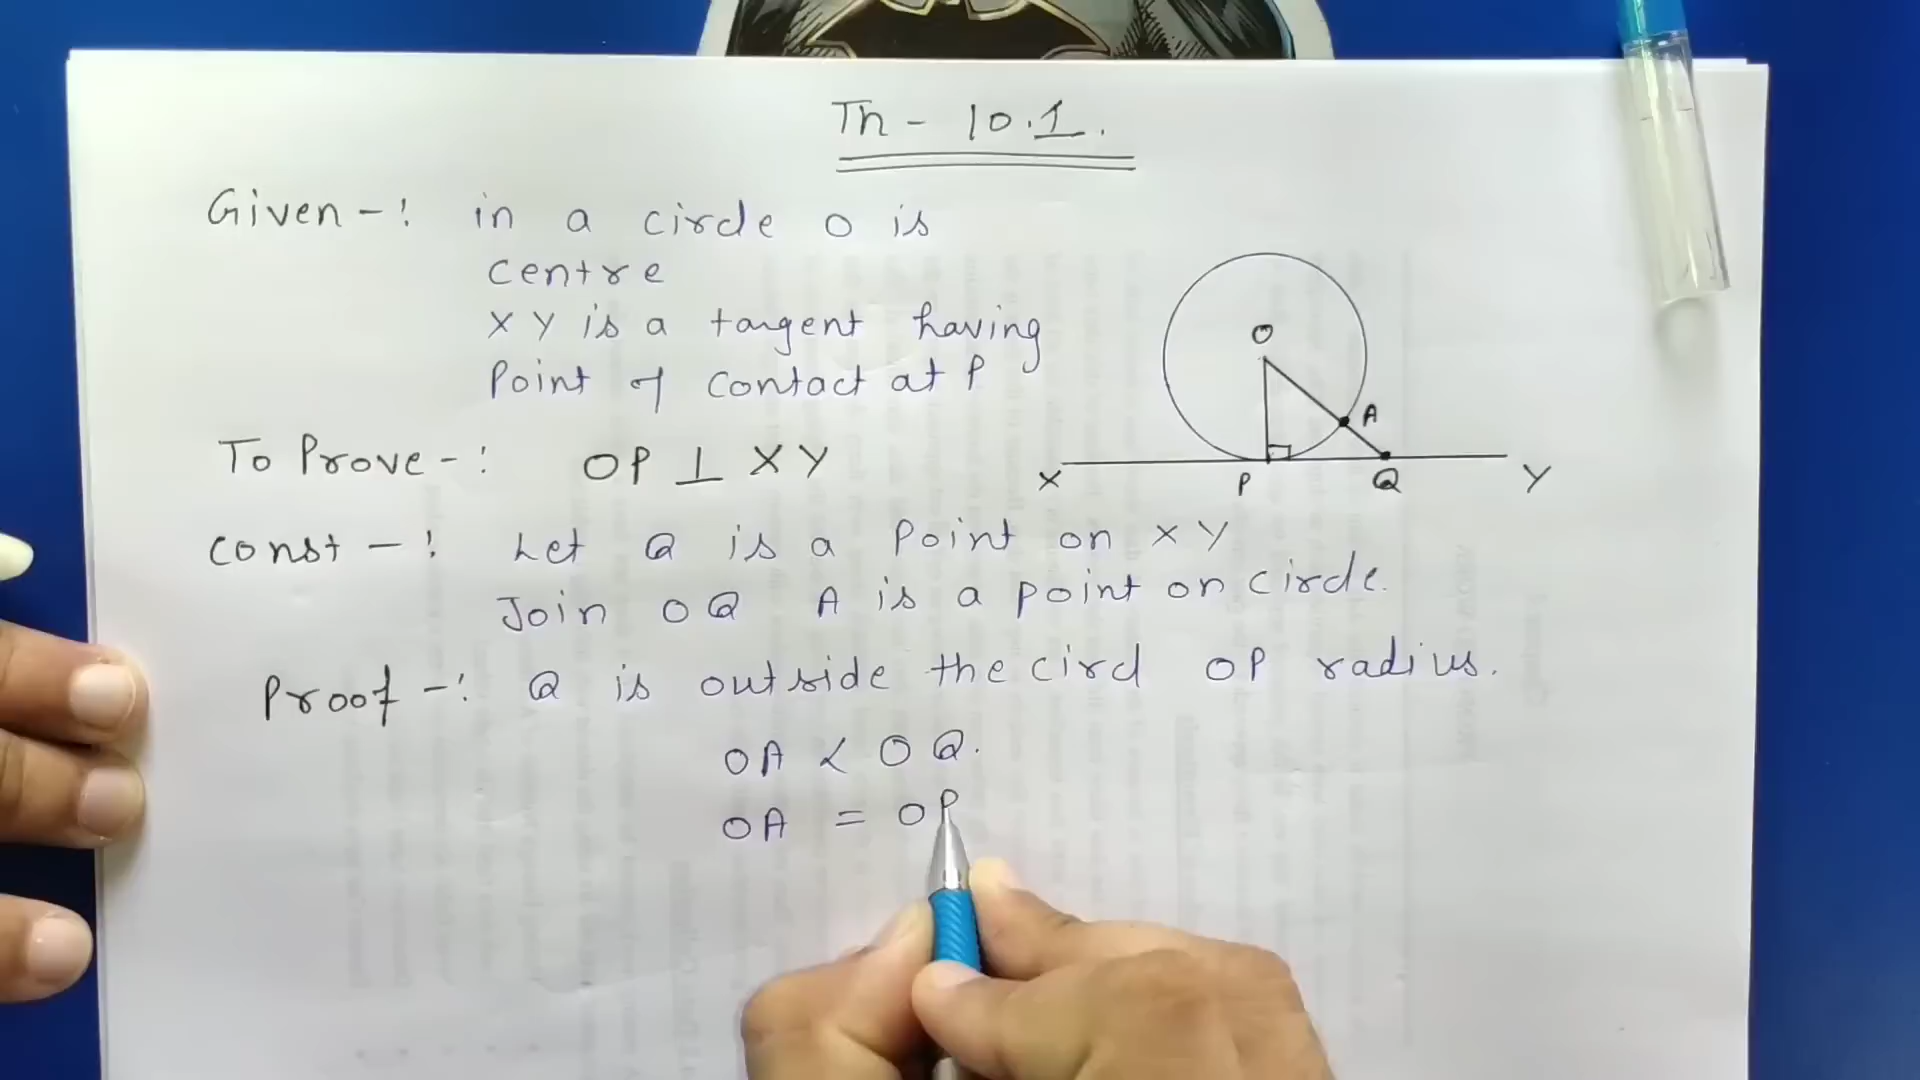 Th - 10.1.
Given -: in a circle O is
centre
XY is a tangent having
Point of contact at P
To Prove -: OP ⊥ XY
Const -: Let Q is a Point on XY
Join OQ A is a point on circle.
Proof -: Q is outside the circl OP radius.
OA < OQ.
OA = OP
O
A
X
P
Q
Y